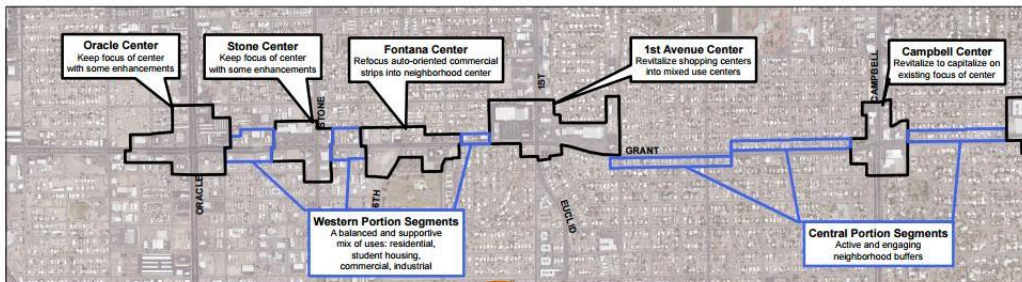 Oracle Center
Keep focus of center
with some enhancements
Stone Center
Keep focus of center
with some enhancements
Fontana Center
Refocus auto-oriented commercial
strips into neighborhood center
1st Avenue Center
Revitalize shopping centers
into mixed use centers
Campbell Center
Revitalize to capitalize on
existing focus of center
STONE
1ST
CAMPBELL
GRANT
ORACLE
6TH
EUCLID
Western Portion Segments
A balanced and supportive
mix of uses: residential,
student housing,
commercial, industrial
Central Portion Segments
Active and engaging
neighborhood buffers